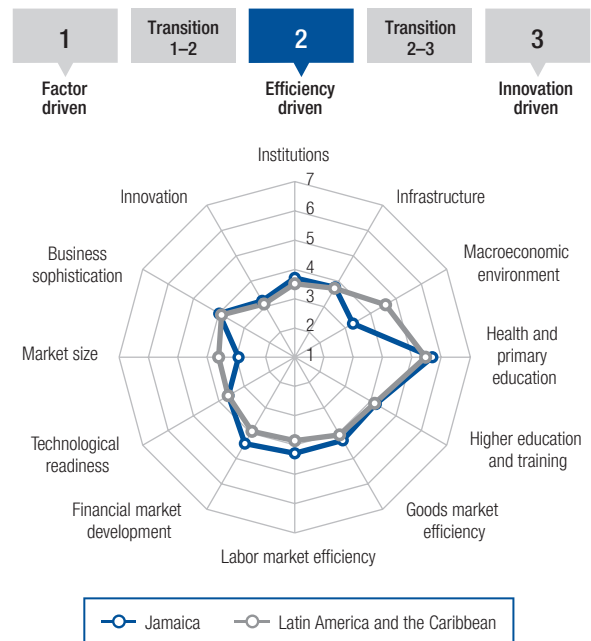 1
Transition
1–2
2
Transition
2–3
3
Factor
driven
Efficiency
driven
Innovation
driven
Institutions
7
6
5
4
3
2
1
Infrastructure
Macroeconomic
environment
Health and
primary
education
Higher education
and training
Goods market
efficiency
Labor market efficiency
Financial market
development
Technological
readiness
Market size
Business
sophistication
Innovation
Jamaica
Latin America and the Caribbean